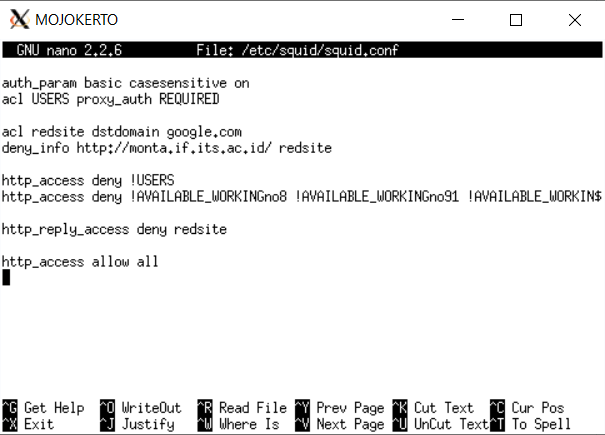 MOJOKERTO
GNU nano 2.2.6 File: /etc/squid/squid.conf
auth_param basic casesensitive on
acl USERS proxy_auth REQUIRED
acl redsite dstdomain google.com
deny_info http://monta.if.its.ac.id/ redsite
http_access deny !USERS
http_access deny !AVAILABLE_WORKINGno8 !AVAILABLE_WORKINGno91 !AVAILABLE_WORKIN$
http_reply_access deny redsite
http_access allow all
^G Get Help ^O WriteOut ^R Read File ^Y Prev Page ^K Cut Text ^C Cur Pos
^X Exit ^J Justify ^W Where Is ^V Next Page ^U UnCut Text ^T To Spell